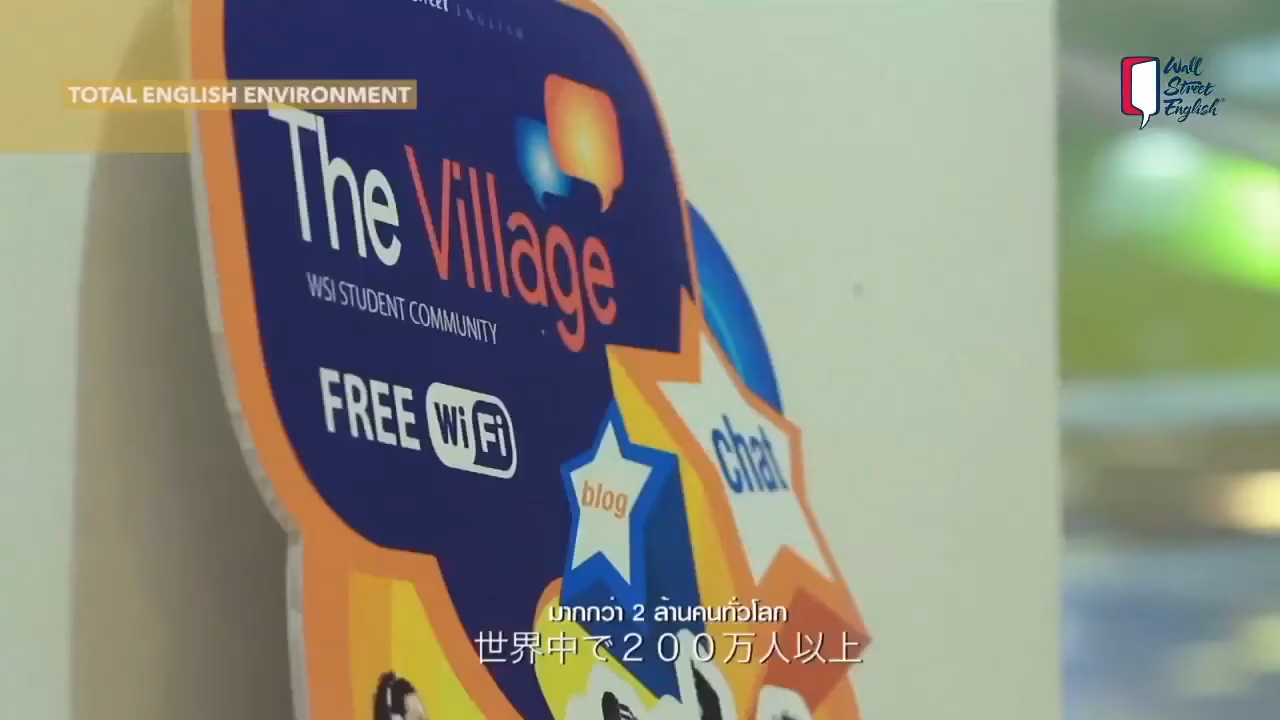 TOTAL ENGLISH ENVIRONMENT
Wall
Street
English
ENGLISH
The Village
WSI STUDENT COMMUNITY
FREE WiFi
chat
blog
มากกว่า 2 ล้านคนทั่วโลก
世界中で２００万人以上